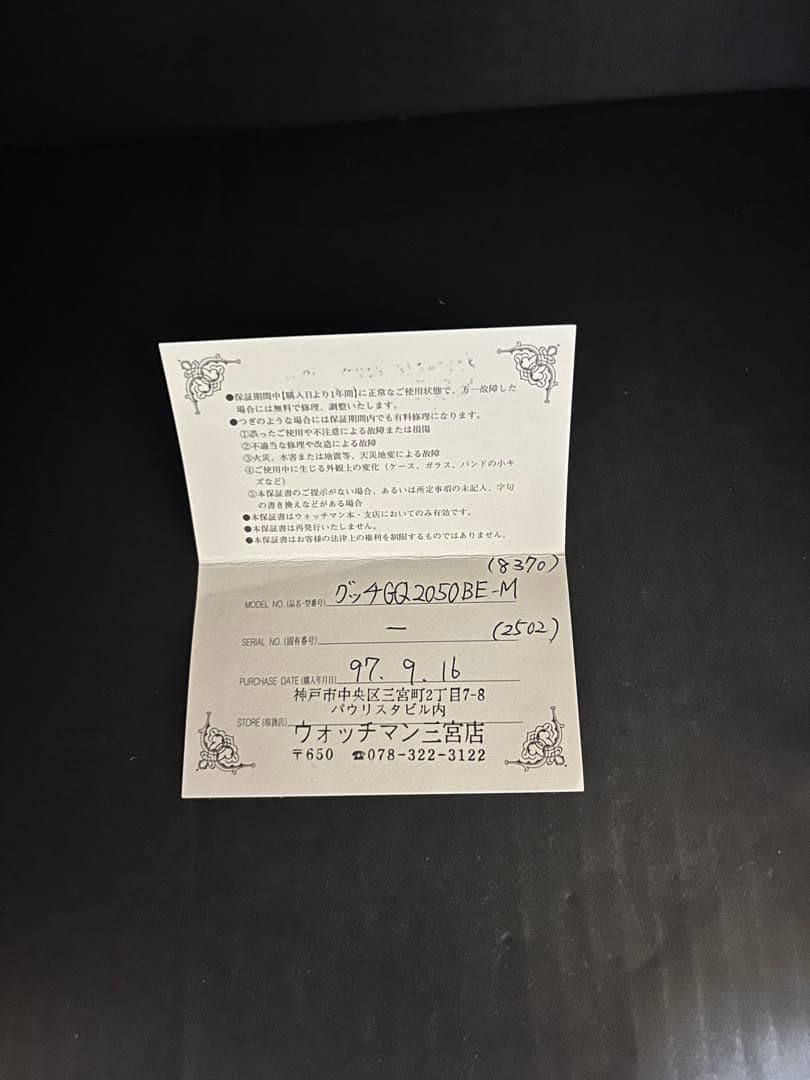 ●保証期間中【購入日より1年間】に正常なご使用状態で、万一故障した
場合には無料で修理、調整いたします。
●つぎのような場合には保証期間内でも有料修理になります。
①誤ったご使用や不注意による故障または損傷
②不適当な修理や改造による故障
③火災、水害または地震等、天災地変による故障
④ご使用中に生じる外観上の変化（ケース、ガラス、バンドの小キ
ズなど）
⑤本保証書のご提示がない場合、あるいは所定事項の未記入、字句
の書き換えなどがある場合
●本保証書はウォッチマン本・支店においてのみ有効です。
●本保証書は再発行いたしません。
●本保証書はお客様の法律上の権利を制限するものではありません。
(8370)
MODEL NO.(品名・型番号) グッチGQ2050BE-M
SERIAL NO.(固有番号) ー (2502)
PURCHASE DATE(購入年月日) 97. 9. 16
神戸市中央区三宮町2丁目7-8
パウリスタビル内
STORE(取扱店) ウォッチマン三宮店
〒650 ☎078-322-3122